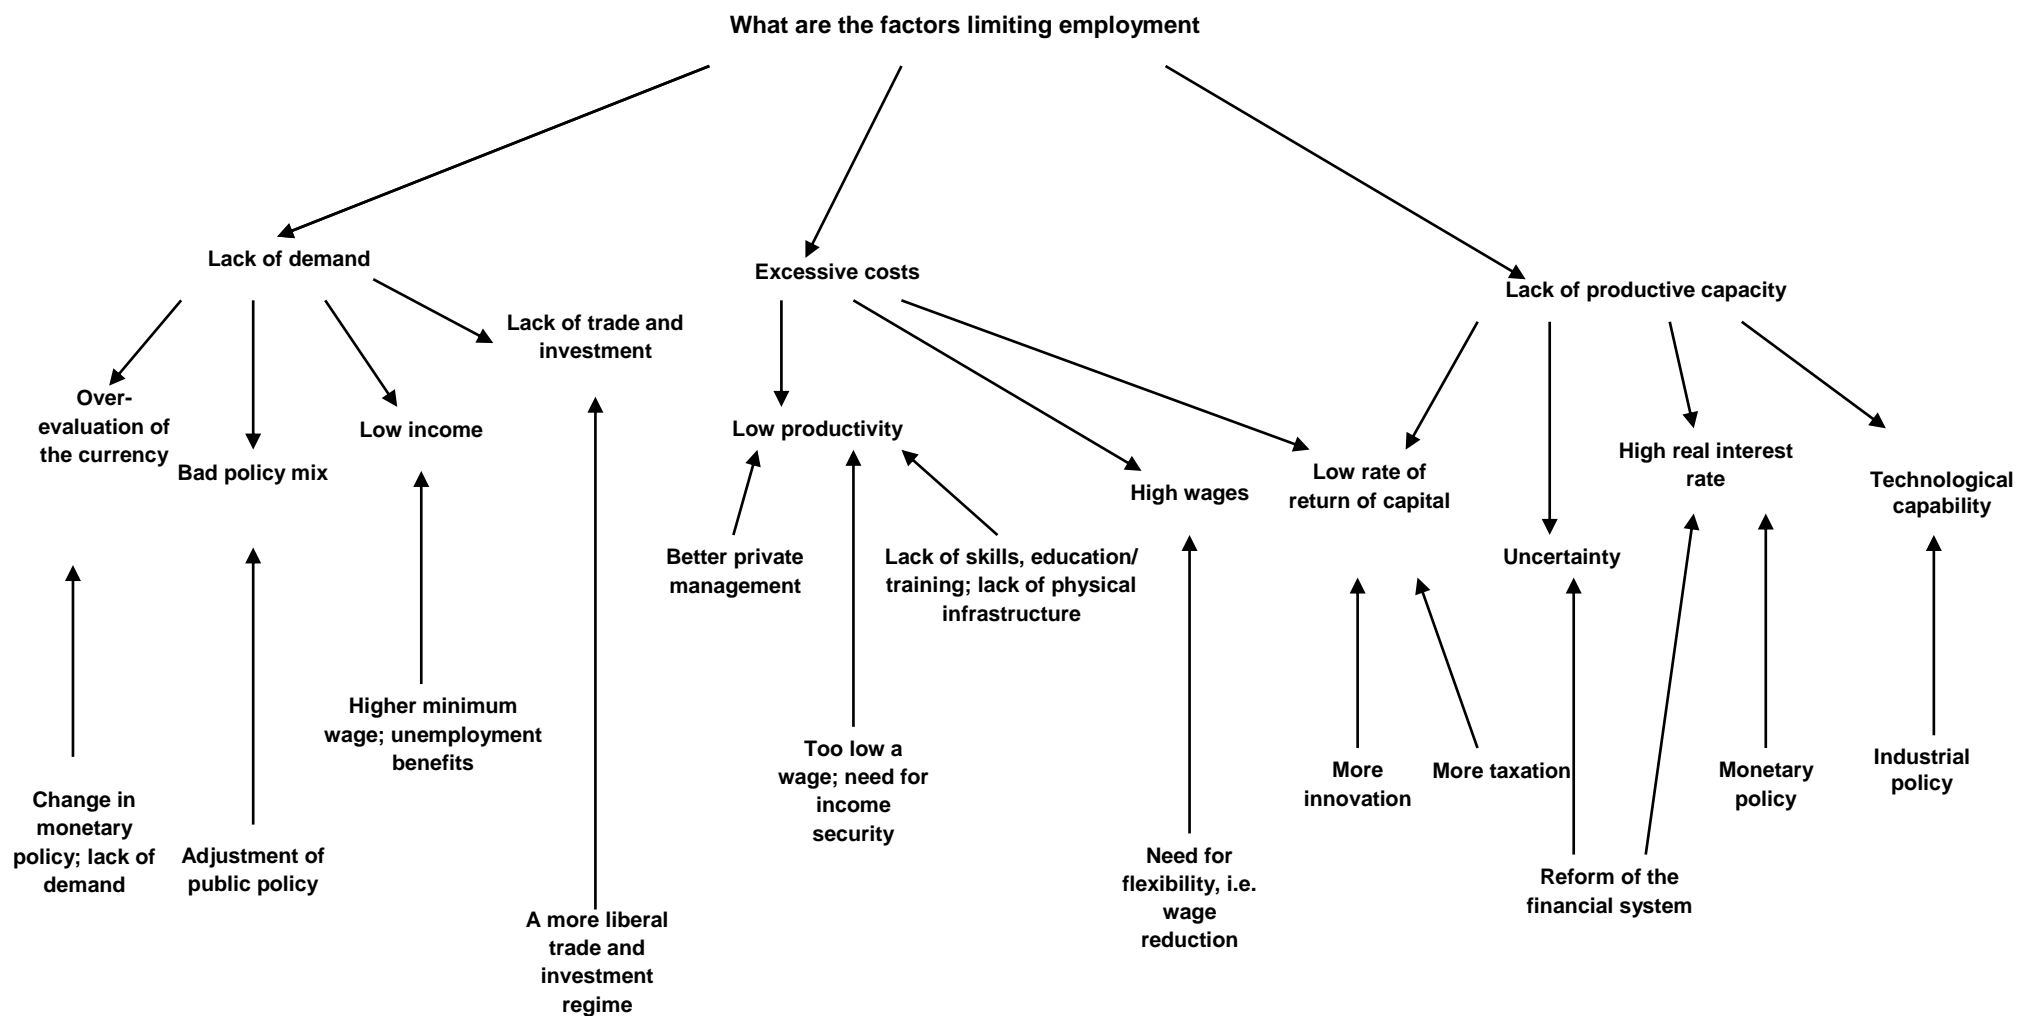 What are the factors limiting employment
Lack of demand
Excessive costs
Lack of productive capacity
Lack of trade and
investment
Over-
evaluation of
the currency
Bad policy mix
Low income
Low productivity
High wages
Low rate of
return of capital
Uncertainty
High real interest
rate
Technological
capability
Better private
management
Lack of skills, education/
training; lack of physical
infrastructure
Higher minimum
wage; unemployment
benefits
Too low a
wage; need for
income
security
More
innovation
More taxation
Monetary
policy
Industrial
policy
Change in
monetary
policy; lack of
demand
Adjustment of
public policy
A more liberal
trade and
investment
regime
Need for
flexibility, i.e.
wage
reduction
Reform of the
financial system